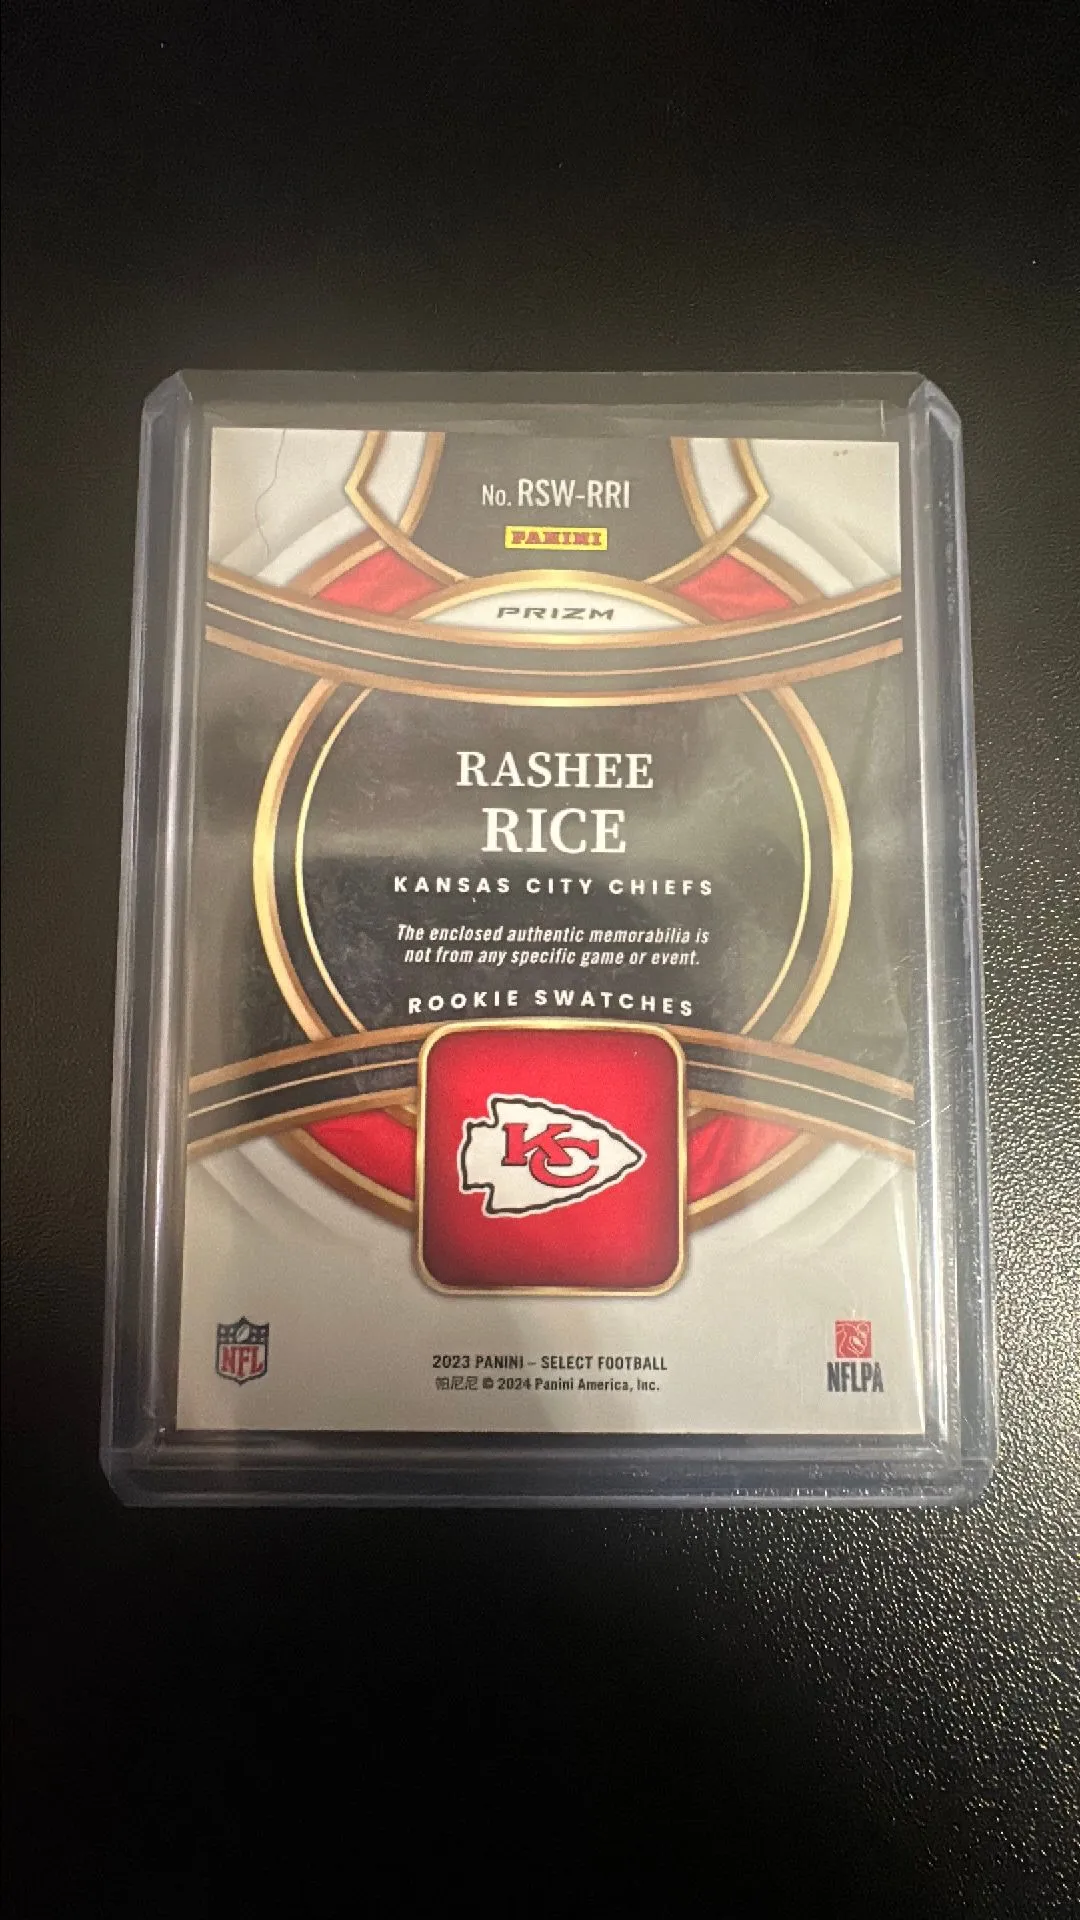 No. RSW-RRI
PANINI
PRIZM
RASHEE
RICE
KANSAS CITY CHIEFS
The enclosed authentic memorabilia is
not from any specific game or event.
ROOKIE SWATCHES
KC
NFL
2023 PANINI – SELECT FOOTBALL
帕尼尼 © 2024 Panini America, Inc.
NFLPA